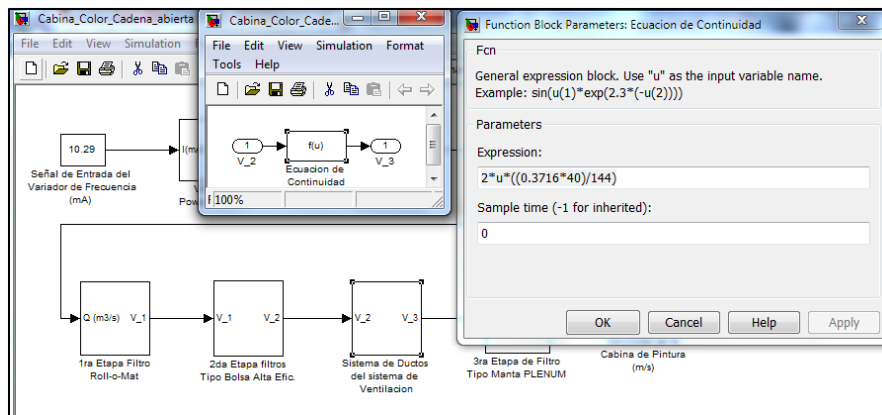 Cabina_Color_Cadena_abierta
File Edit View Simulation
10.29
Señal de Entrada del
Variador de Frecuencia
(mA)
Cabina_Color_Cade...
File Edit View Simulation Format
Tools Help
1
V_2
f(u)
Ecuacion de
Continuidad
1
V_3
100%
Function Block Parameters: Ecuacion de Continuidad
Fcn
General expression block. Use "u" as the input variable name.
Example: sin(u(1)*exp(2.3*(-u(2))))
Parameters
Expression:
2*u*((0.3716*40)/144)
Sample time (-1 for inherited):
0
OK Cancel Help Apply
Q (m3/s) V_1
1ra Etapa Filtro
Roll-o-Mat
V_1 V_2
2da Etapa filtros
Tipo Bolsa Alta Efic.
V_2 V_3
Sistema de Ductos
del sistema de
Ventilacion
3ra Etapa de Filtro
Tipo Manta PLENUM
Cabina de Pintura
(m/s)